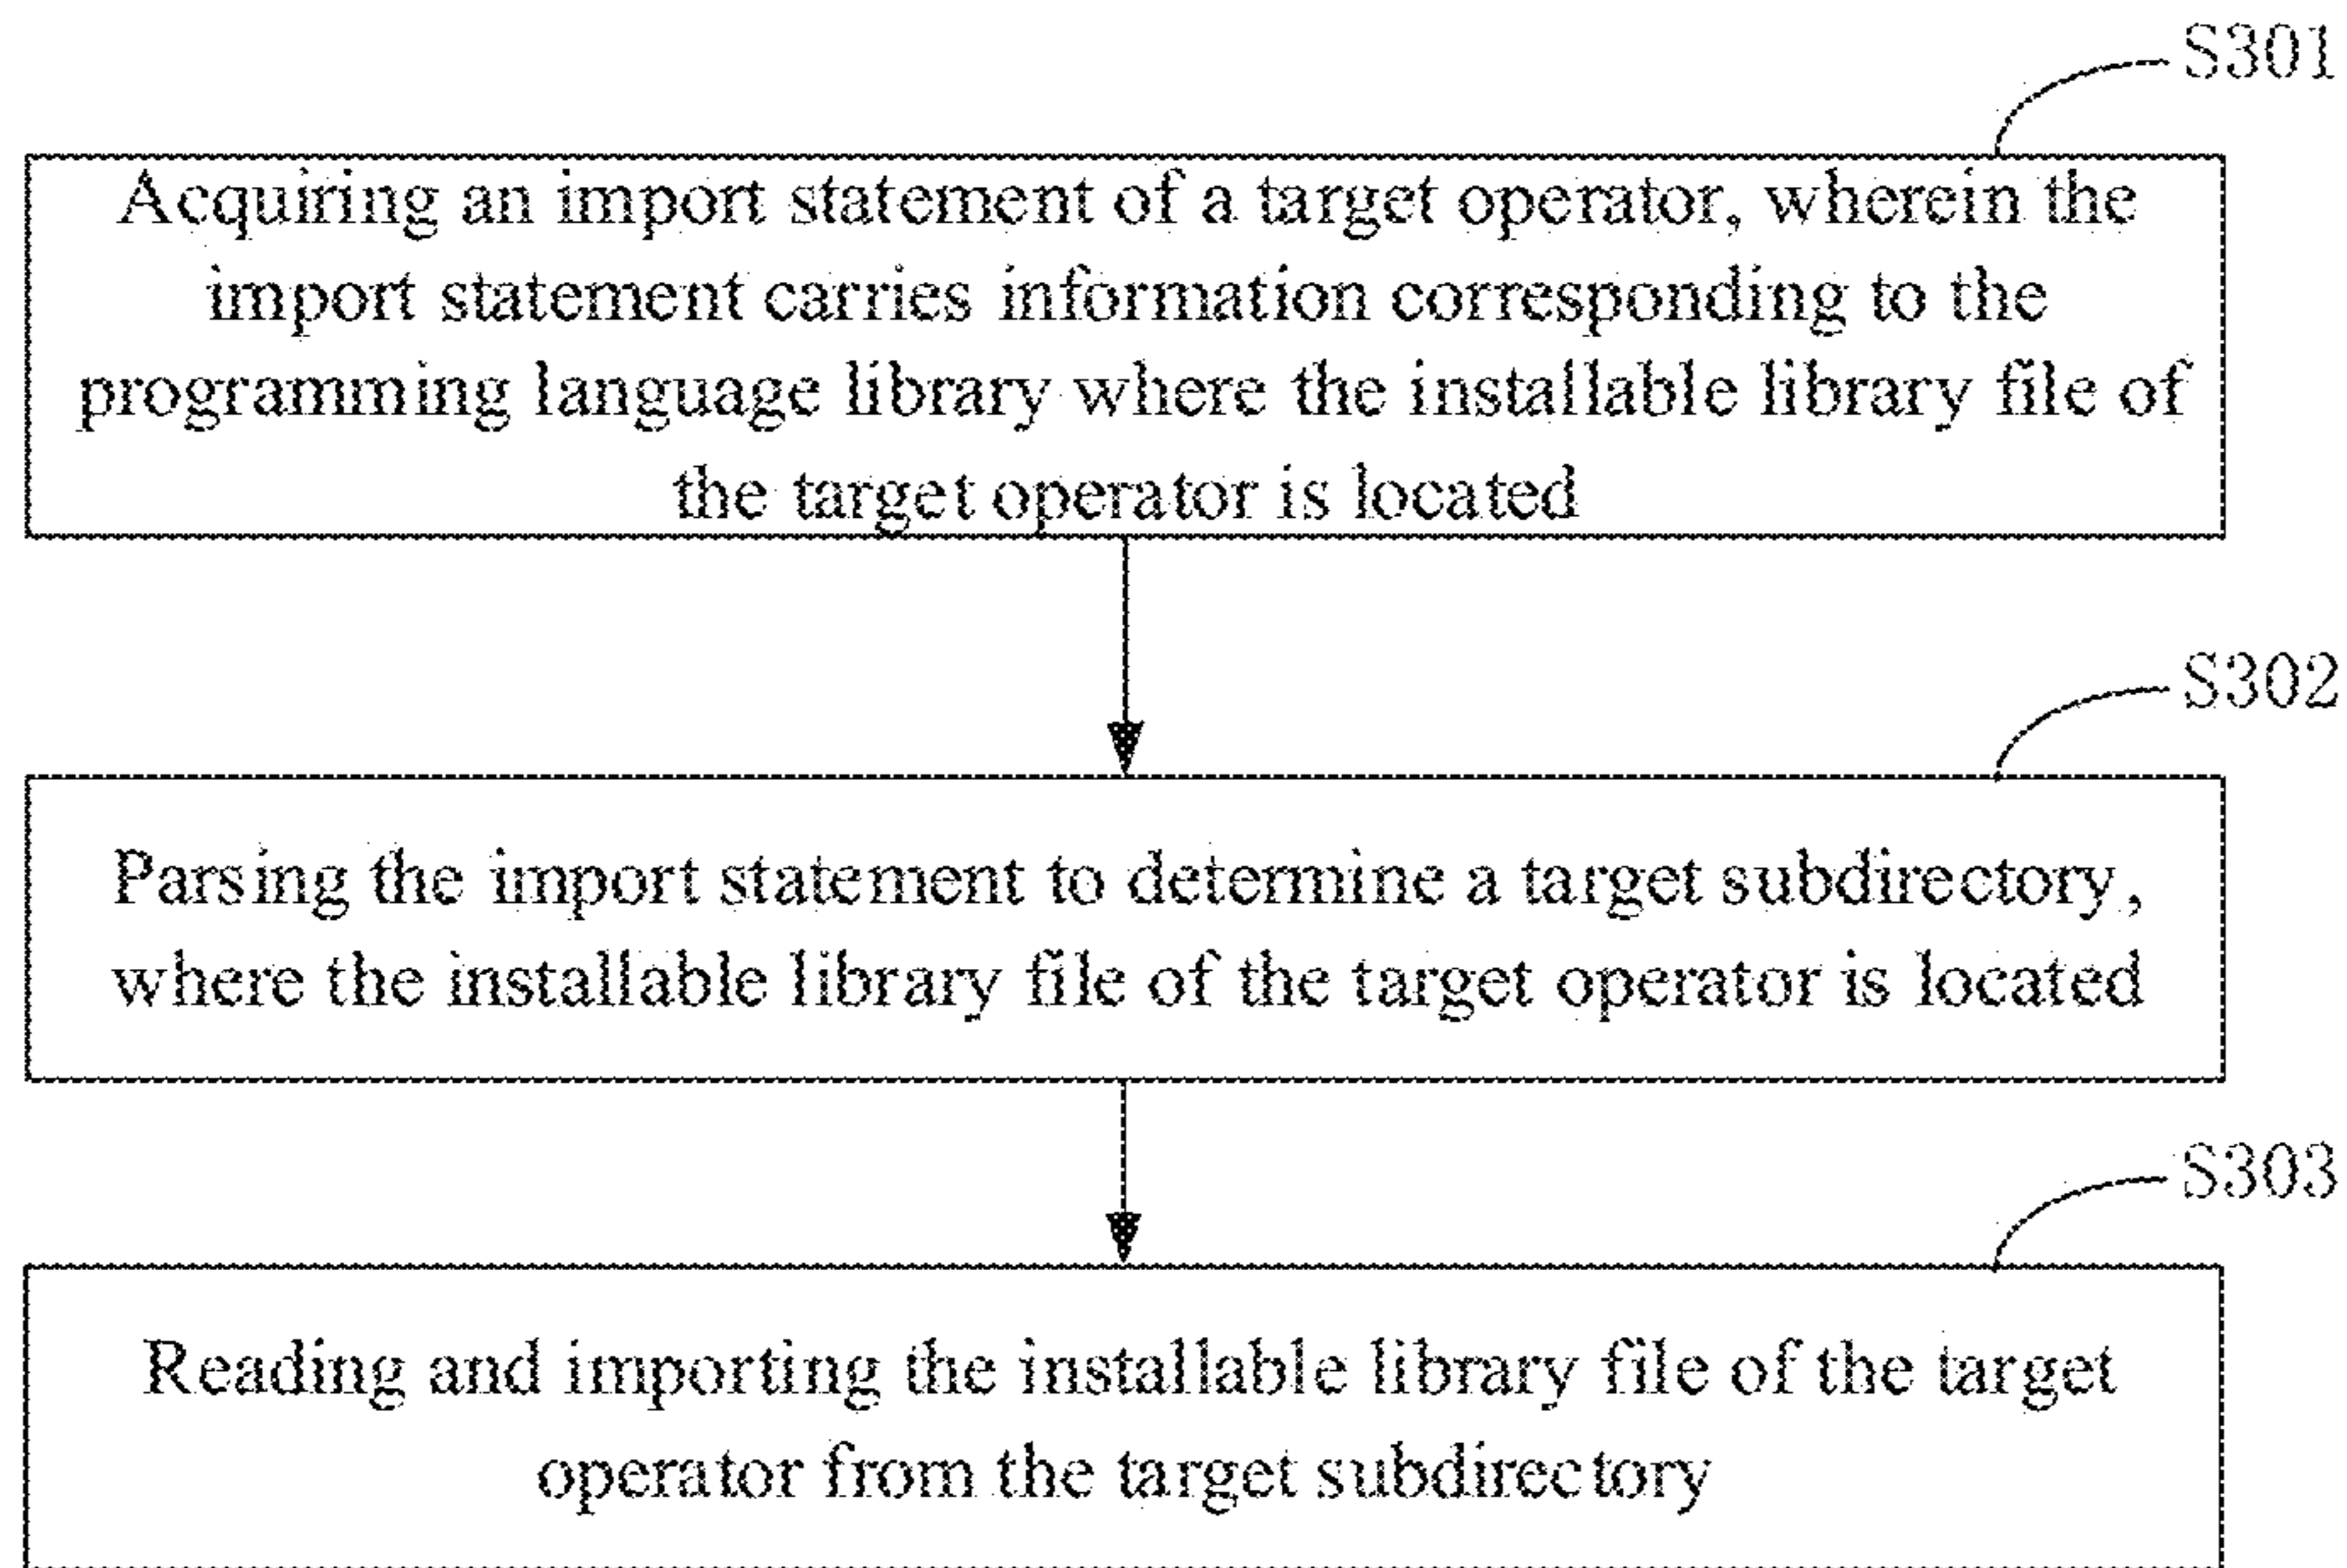 S301
Acquiring an import statement of a target operator, wherein the
import statement carries information corresponding to the
programming language library where the installable library file of
the target operator is located
S302
Parsing the import statement to determine a target subdirectory,
where the installable library file of the target operator is located
S303
Reading and importing the installable library file of the target
operator from the target subdirectory